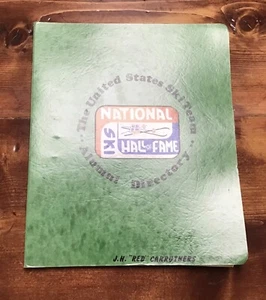 The United States Ski Team
NATIONAL
SKI
HALL OF FAME
Alumni Directory
J.H. "RED" CARRUTHERS